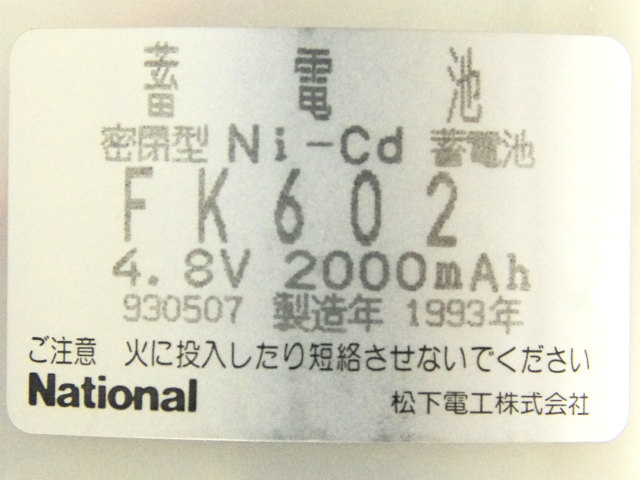 蓄電池
密閉型 Ni-Cd 蓄電池
FK602
4.8V 2000mAh
930507 製造年 1993年
ご注意 火に投入したり短絡させないでください
National 松下電工株式会社